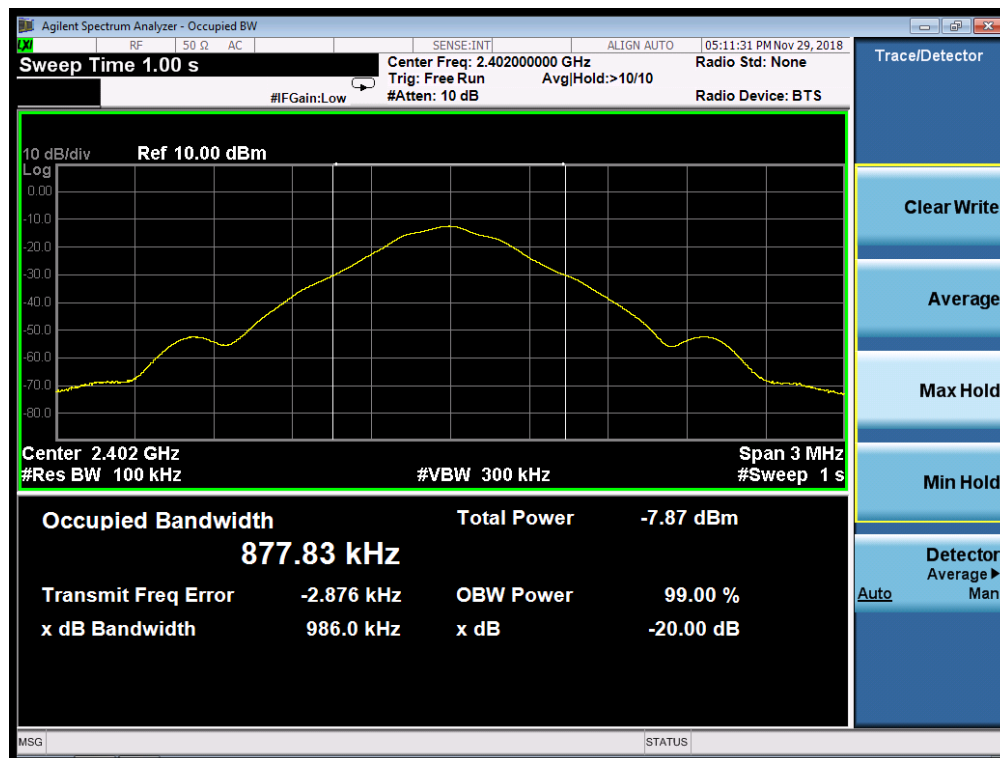 Agilent Spectrum Analyzer - Occupied BW
LXI RF 50 Ω AC SENSE:INT ALIGN AUTO 05:11:31 PM Nov 29, 2018
Sweep Time 1.00 s
Center Freq: 2.402000000 GHz
Radio Std: None
Trig: Free Run Avg|Hold:>10/10
#IFGain:Low
#Atten: 10 dB
Radio Device: BTS
10 dB/div Ref 10.00 dBm
Log
0.00
-10.0
-20.0
-30.0
-40.0
-50.0
-60.0
-70.0
-80.0
Center 2.402 GHz
Span 3 MHz
#Res BW 100 kHz
#VBW 300 kHz
#Sweep 1 s
Occupied Bandwidth
Total Power -7.87 dBm
877.83 kHz
Transmit Freq Error -2.876 kHz
OBW Power 99.00 %
x dB Bandwidth 986.0 kHz
x dB -20.00 dB
MSG
STATUS
Trace/Detector
Clear Write
Average
Max Hold
Min Hold
Detector
Average
Auto Man